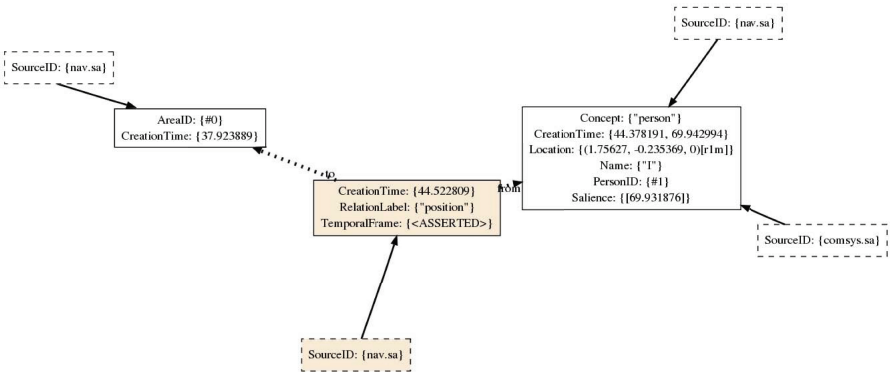 SourceID: {nav.sa}
SourceID: {nav.sa}
AreaID: {#0}
CreationTime: {37.923889}
Concept: {"person"}
CreationTime: {44.378191, 69.942994}
Location: {(1.75627, -0.235369, 0)[r1m]}
Name: {"I"}
PersonID: {#1}
Salience: {[69.931876]}
to
from
CreationTime: {44.522809}
RelationLabel: {"position"}
TemporalFrame: {<ASSERTED>}
SourceID: {comsys.sa}
SourceID: {nav.sa}